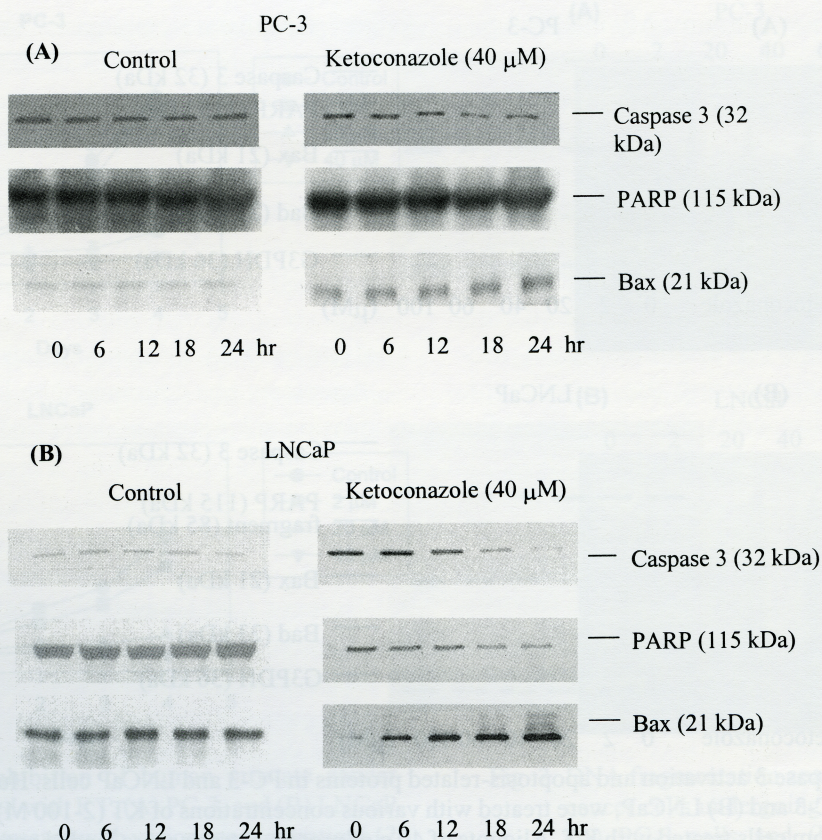 PC-3
(A)
Control
Ketoconazole (40 μM)
Caspase 3 (32
kDa)
PARP (115 kDa)
Bax (21 kDa)
0 6 12 18 24 hr 0 6 12 18 24 hr
(B)
LNCaP
Control
Ketoconazole (40 μM)
Caspase 3 (32 kDa)
PARP (115 kDa)
Bax (21 kDa)
0 6 12 18 24 hr 0 6 12 18 24 hr